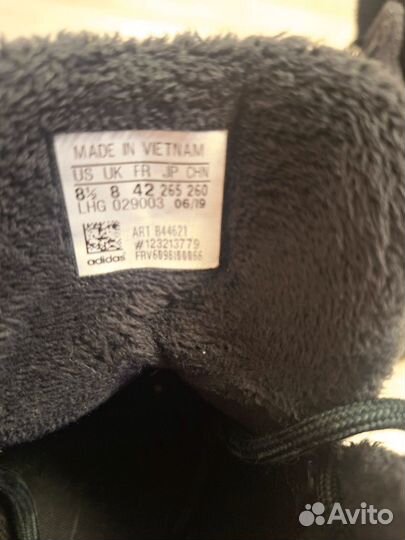 MADE IN VIETNAM
US UK FR JP CHN
8½ 8 42 265 260
LHG 029003 06/19
ART B44621
#123213779
adidas FRV6096180066
Avito